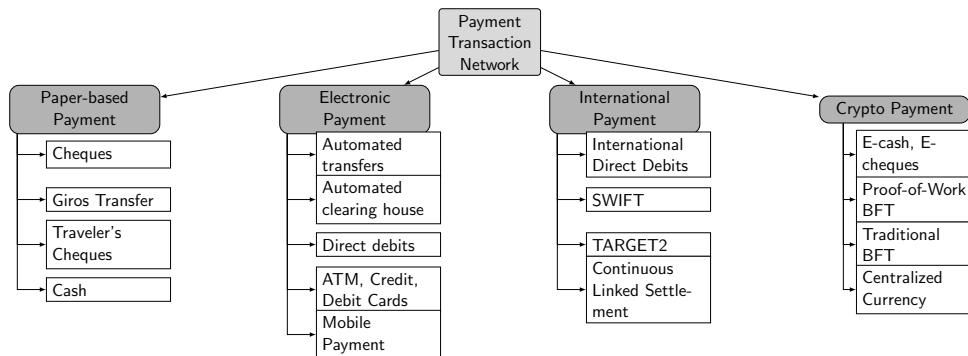 Payment
Transaction
Network
Paper-based
Payment
Cheques
Giros Transfer
Traveler's
Cheques
Cash
Electronic
Payment
Automated
transfers
Automated
clearing house
Direct debits
ATM, Credit,
Debit Cards
Mobile
Payment
International
Payment
International
Direct Debits
SWIFT
TARGET2
Continuous
Linked Settle-
ment
Crypto Payment
E-cash, E-
cheques
Proof-of-Work
BFT
Traditional
BFT
Centralized
Currency